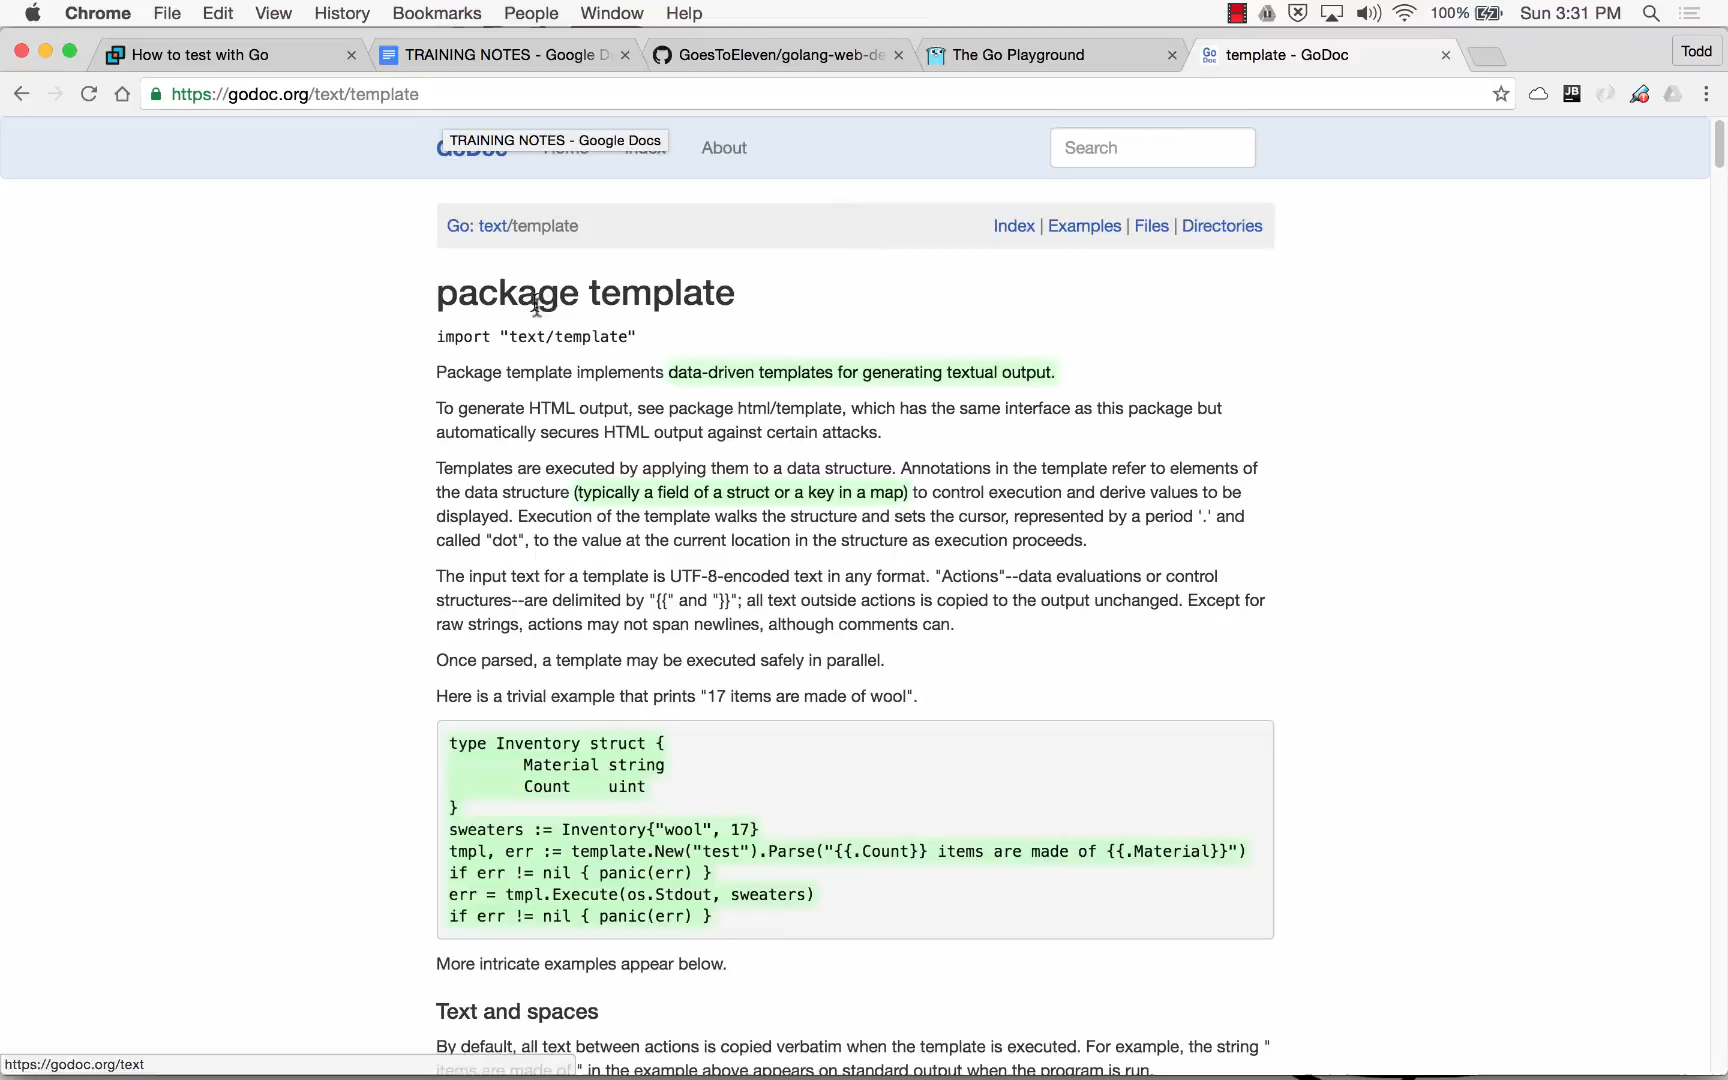 Chrome File Edit View History Bookmarks People Window Help 100% Sun 3:31 PM
How to test with Go
TRAINING NOTES - Google D
GoesToEleven/golang-web-de
The Go Playground
Go Doc template - GoDoc
Todd
https://godoc.org/text/template
JB
TRAINING NOTES - Google Docs
GoDoc Home Index About Search
Go: text/template Index | Examples | Files | Directories
package template
import "text/template"
Package template implements data-driven templates for generating textual output.
To generate HTML output, see package html/template, which has the same interface as this package but
automatically secures HTML output against certain attacks.
Templates are executed by applying them to a data structure. Annotations in the template refer to elements of
the data structure (typically a field of a struct or a key in a map) to control execution and derive values to be
displayed. Execution of the template walks the structure and sets the cursor, represented by a period '.' and
called "dot", to the value at the current location in the structure as execution proceeds.
The input text for a template is UTF-8-encoded text in any format. "Actions"--data evaluations or control
structures--are delimited by "{{" and "}}"; all text outside actions is copied to the output unchanged. Except for
raw strings, actions may not span newlines, although comments can.
Once parsed, a template may be executed safely in parallel.
Here is a trivial example that prints "17 items are made of wool".
type Inventory struct {
Material string
Count uint
}
sweaters := Inventory{"wool", 17}
tmpl, err := template.New("test").Parse("{{.Count}} items are made of {{.Material}}")
if err != nil { panic(err) }
err = tmpl.Execute(os.Stdout, sweaters)
if err != nil { panic(err) }
More intricate examples appear below.
Text and spaces
By default, all text between actions is copied verbatim when the template is executed. For example, the string "
items are made of " in the example above appears on standard output when the program is run.
https://godoc.org/text